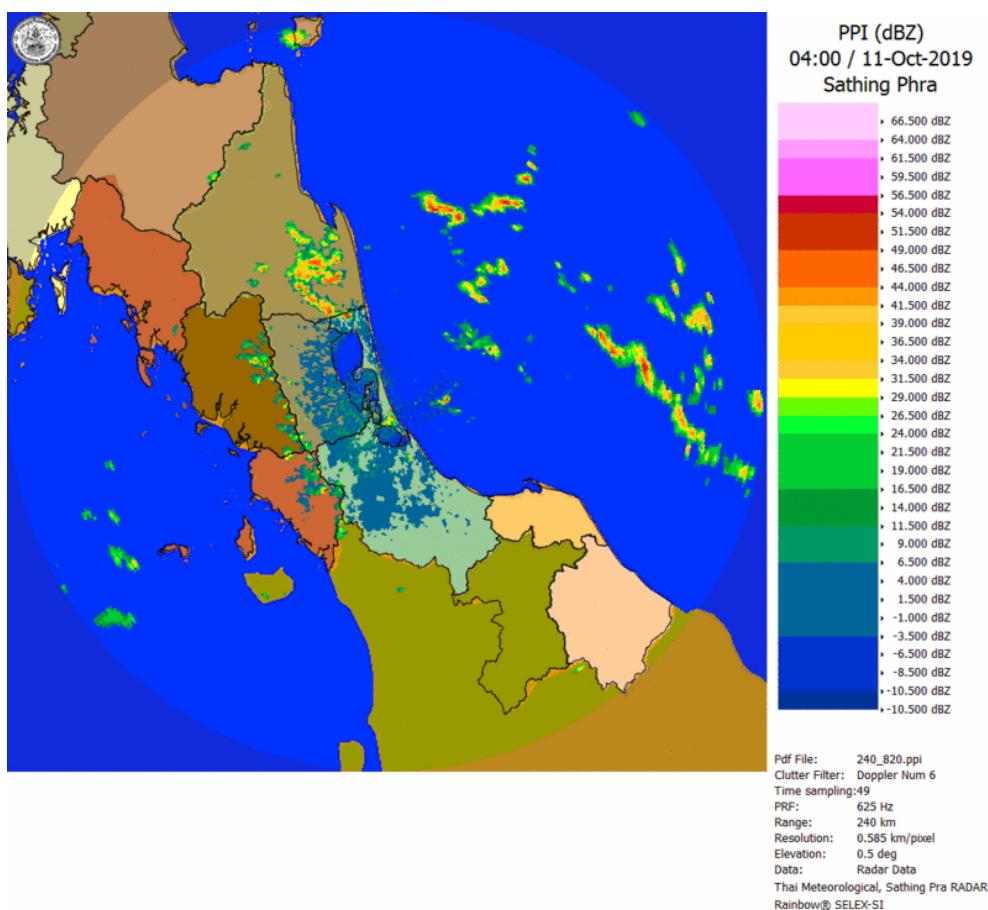 PPI (dBZ)
04:00 / 11-Oct-2019
Sathing Phra
66.500 dBZ
64.000 dBZ
61.500 dBZ
59.500 dBZ
56.500 dBZ
54.000 dBZ
51.500 dBZ
49.000 dBZ
46.500 dBZ
44.000 dBZ
41.500 dBZ
39.000 dBZ
36.500 dBZ
34.000 dBZ
31.500 dBZ
29.000 dBZ
26.500 dBZ
24.000 dBZ
21.500 dBZ
19.000 dBZ
16.500 dBZ
14.000 dBZ
11.500 dBZ
9.000 dBZ
6.500 dBZ
4.000 dBZ
1.500 dBZ
-1.000 dBZ
-3.500 dBZ
-6.500 dBZ
-8.500 dBZ
-10.500 dBZ
-10.500 dBZ
Pdf File: 240_820.ppi
Clutter Filter: Doppler Num 6
Time sampling:49
PRF: 625 Hz
Range: 240 km
Resolution: 0.585 km/pixel
Elevation: 0.5 deg
Data: Radar Data
Thai Meteorological, Sathing Pra RADAR
Rainbow® SELEX-SI